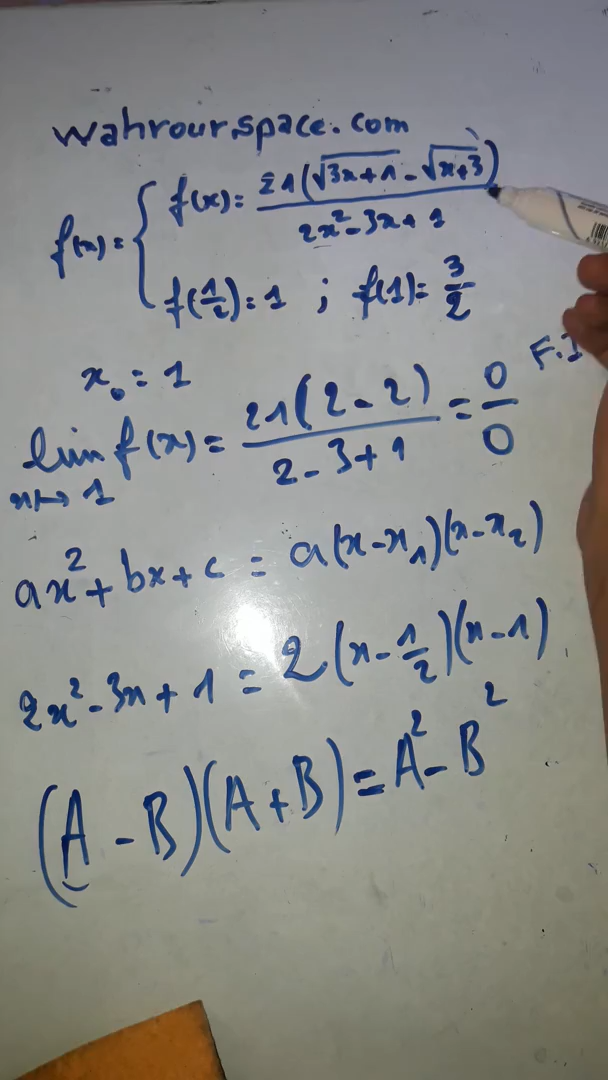 wahrour.space.com
f(x) = { f(x) = 21(√3x+1 - √x+3) / 2x² - 3x + 1
f(1/2) = 1 ; f(1) = 3/2
x₀ = 1
lim x↦1 f(x) = 21(2-2) / 2-3+1 = 0/0 F.I
ax² + bx + c = a(x-x₁)(x-x₂)
2x² - 3x + 1 = 2(x - 1/2)(x - 1)
(A - B)(A + B) = A² - B²